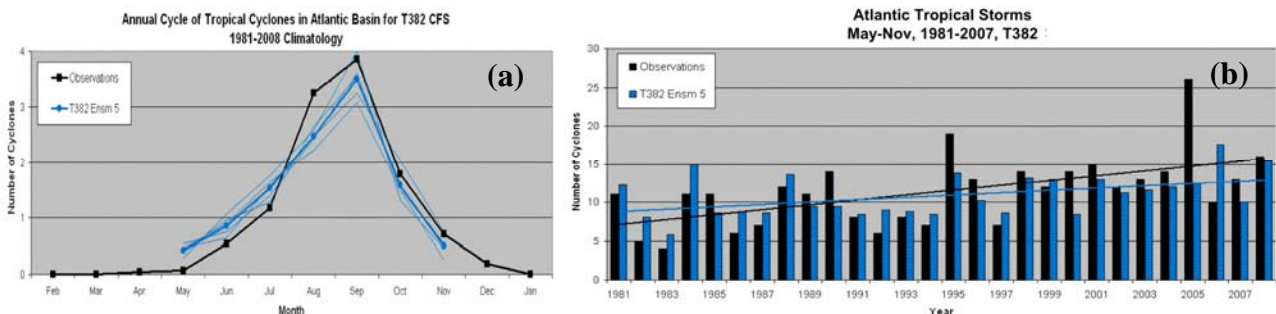 Annual Cycle of Tropical Cyclones in Atlantic Basin for T382 CFS
1981-2008 Climatology
(a)
Observations
T382 Ensm 5
Number of Cyclones
4
3
2
1
0
Feb Mar Apr May Jun Jul Aug Sep Oct Nov Dec Jan
Month
Atlantic Tropical Storms
May-Nov, 1981-2007, T382 :
(b)
Observations
T382 Ensm 5
Number of Cyclones
30
25
20
15
10
5
0
1981 1983 1985 1987 1989 1991 1993 1995 1997 1999 2001 2003 2005 2007
Year